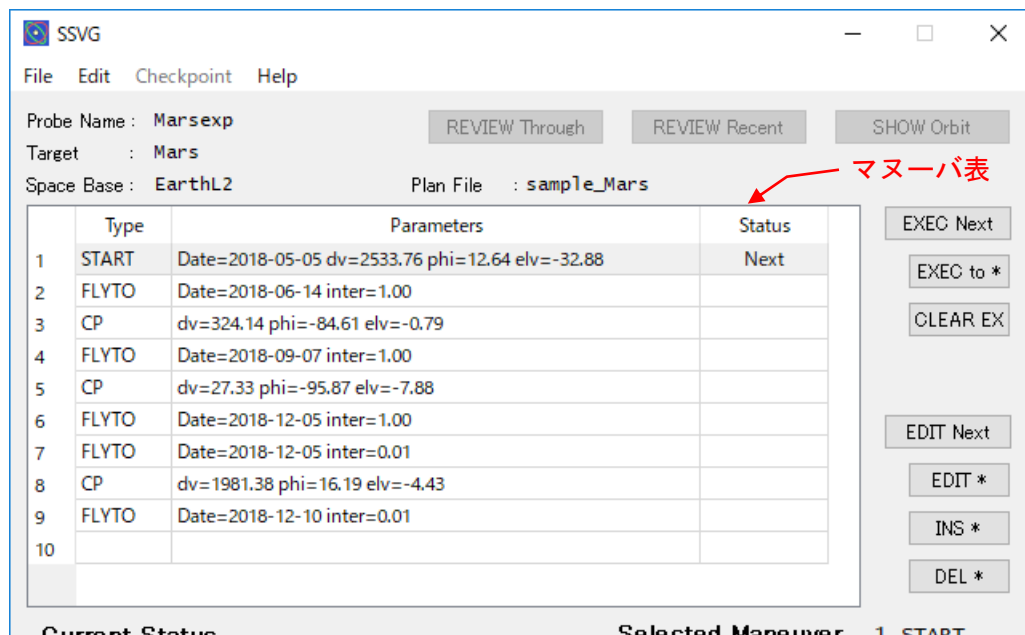 SSVG
File Edit Checkpoint Help
Probe Name : Marsexp
REVIEW Through REVIEW Recent SHOW Orbit
Target : Mars
マヌーバ表
Space Base : EarthL2 Plan File : sample_Mars
Type Parameters Status
EXEC Next
1 START Date=2018-05-05 dv=2533.76 phi=12.64 elv=-32.88 Next
EXEC to *
2 FLYTO Date=2018-06-14 inter=1.00
3 CP dv=324.14 phi=-84.61 elv=-0.79
CLEAR EX
4 FLYTO Date=2018-09-07 inter=1.00
5 CP dv=27.33 phi=-95.87 elv=-7.88
6 FLYTO Date=2018-12-05 inter=1.00
EDIT Next
7 FLYTO Date=2018-12-05 inter=0.01
8 CP dv=1981.38 phi=16.19 elv=-4.43
EDIT *
9 FLYTO Date=2018-12-10 inter=0.01
INS *
10
DEL *
Current Status Selected Maneuver 1 START